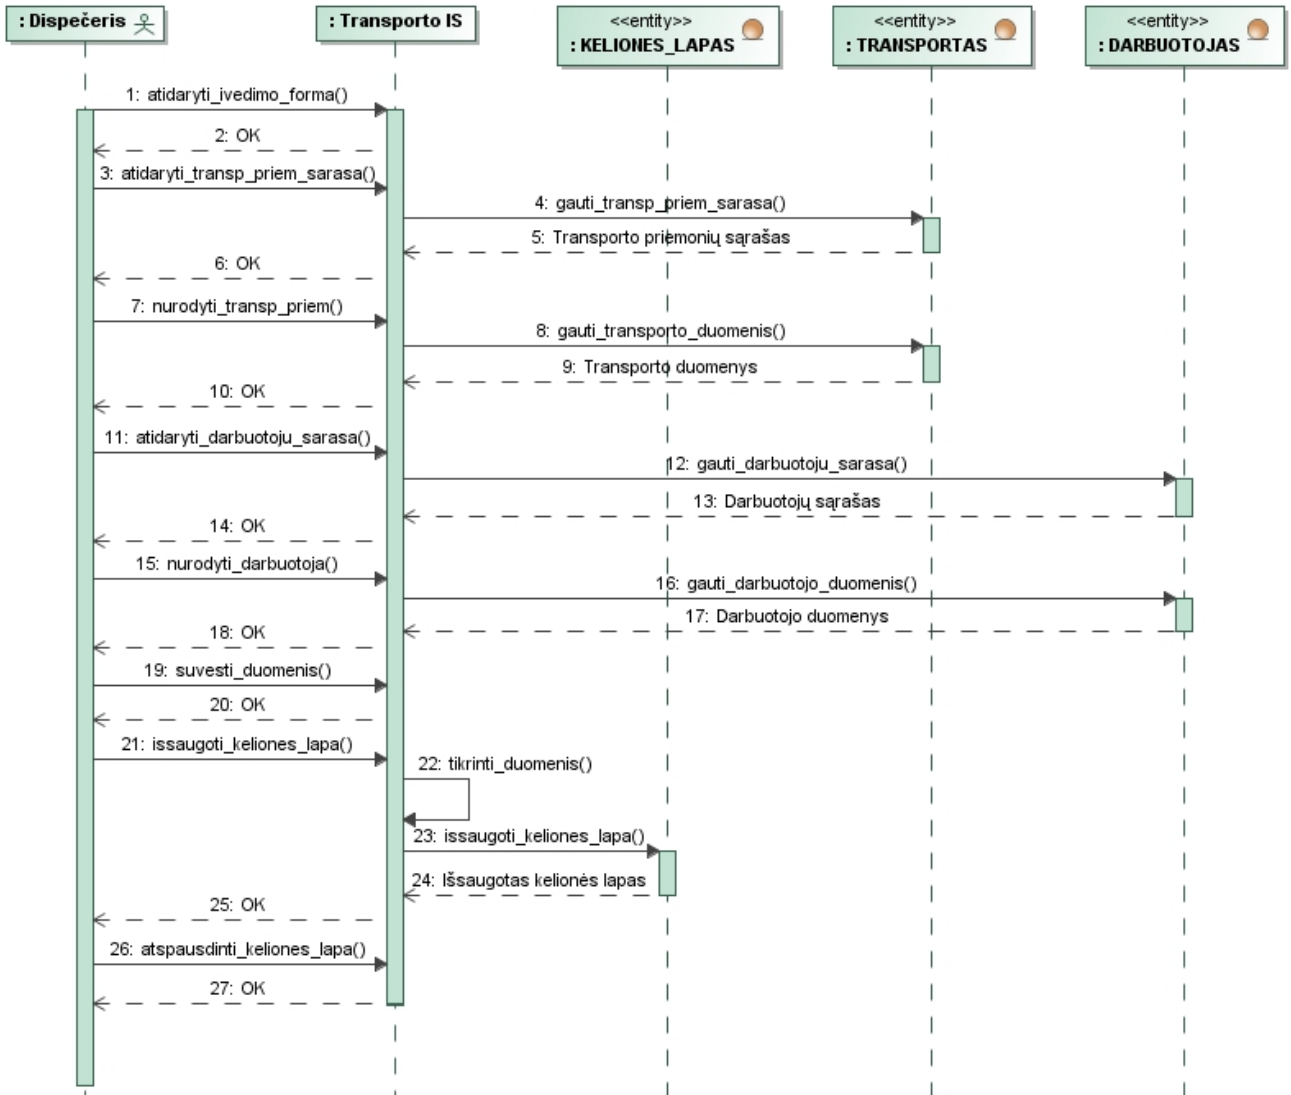 : Dispečeris
: Transporto IS
<<entity>>
: KELIONES_LAPAS
<<entity>>
: TRANSPORTAS
<<entity>>
: DARBUOTOJAS
1: atidaryti_ivedimo_forma()
2: OK
3: atidaryti_transp_priem_sarasa()
4: gauti_transp_priem_sarasa()
5: Transporto priemonių sąrašas
6: OK
7: nurodyti_transp_priem()
8: gauti_transporto_duomenis()
9: Transporto duomenys
10: OK
11: atidaryti_darbuotoju_sarasa()
12: gauti_darbuotoju_sarasa()
13: Darbuotojų sąrašas
14: OK
15: nurodyti_darbuotoja()
16: gauti_darbuotojo_duomenis()
17: Darbuotojo duomenys
18: OK
19: suvesti_duomenis()
20: OK
21: issaugoti_keliones_lapa()
22: tikrinti_duomenis()
23: issaugoti_keliones_lapa()
24: Išsaugotas kelionės lapas
25: OK
26: atspausdinti_keliones_lapa()
27: OK